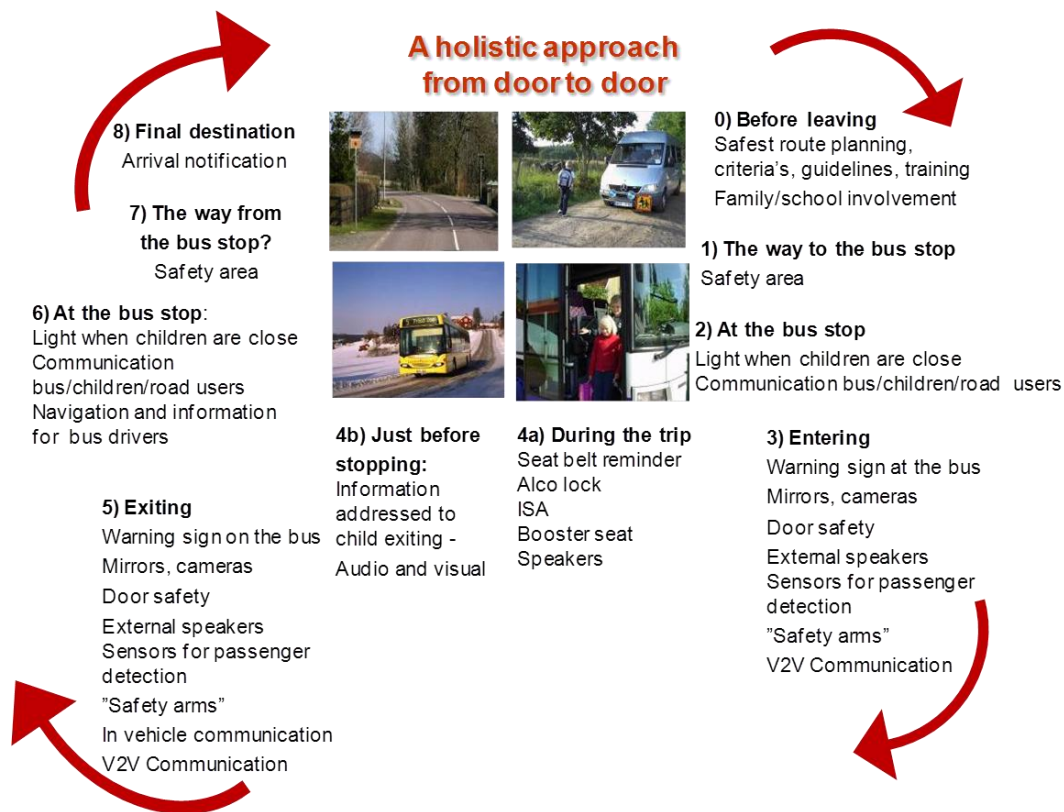 A holistic approach
from door to door
0) Before leaving
Safest route planning,
criteria's, guidelines, training
Family/school involvement
1) The way to the bus stop
Safety area
2) At the bus stop
Light when children are close
Communication bus/children/road users
3) Entering
Warning sign at the bus
Mirrors, cameras
Door safety
External speakers
Sensors for passenger
detection
”Safety arms”
V2V Communication
4a) During the trip
Seat belt reminder
Alco lock
ISA
Booster seat
Speakers
4b) Just before
stopping:
Information
addressed to
child exiting -
Audio and visual
5) Exiting
Warning sign on the bus
Mirrors, cameras
Door safety
External speakers
Sensors for passenger
detection
”Safety arms”
In vehicle communication
V2V Communication
6) At the bus stop:
Light when children are close
Communication
bus/children/road users
Navigation and information
for bus drivers
7) The way from
the bus stop?
Safety area
8) Final destination
Arrival notification